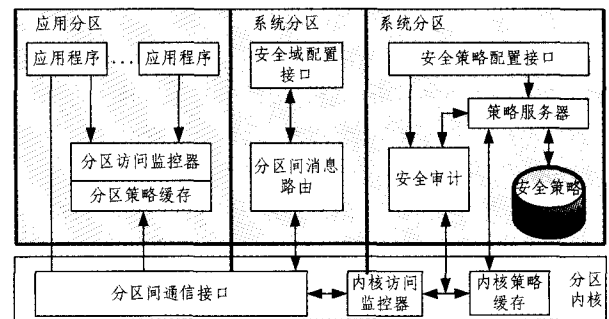 应用分区
系统分区
系统分区
应用程序 ... 应用程序
安全域配置
接口
安全策略配置接口
策略服务器
分区访问监控器
分区策略缓存
分区间消息
路由
安全审计
安全策略
分区间通信接口
内核访问
监控器
内核策略
缓存
分区
内核